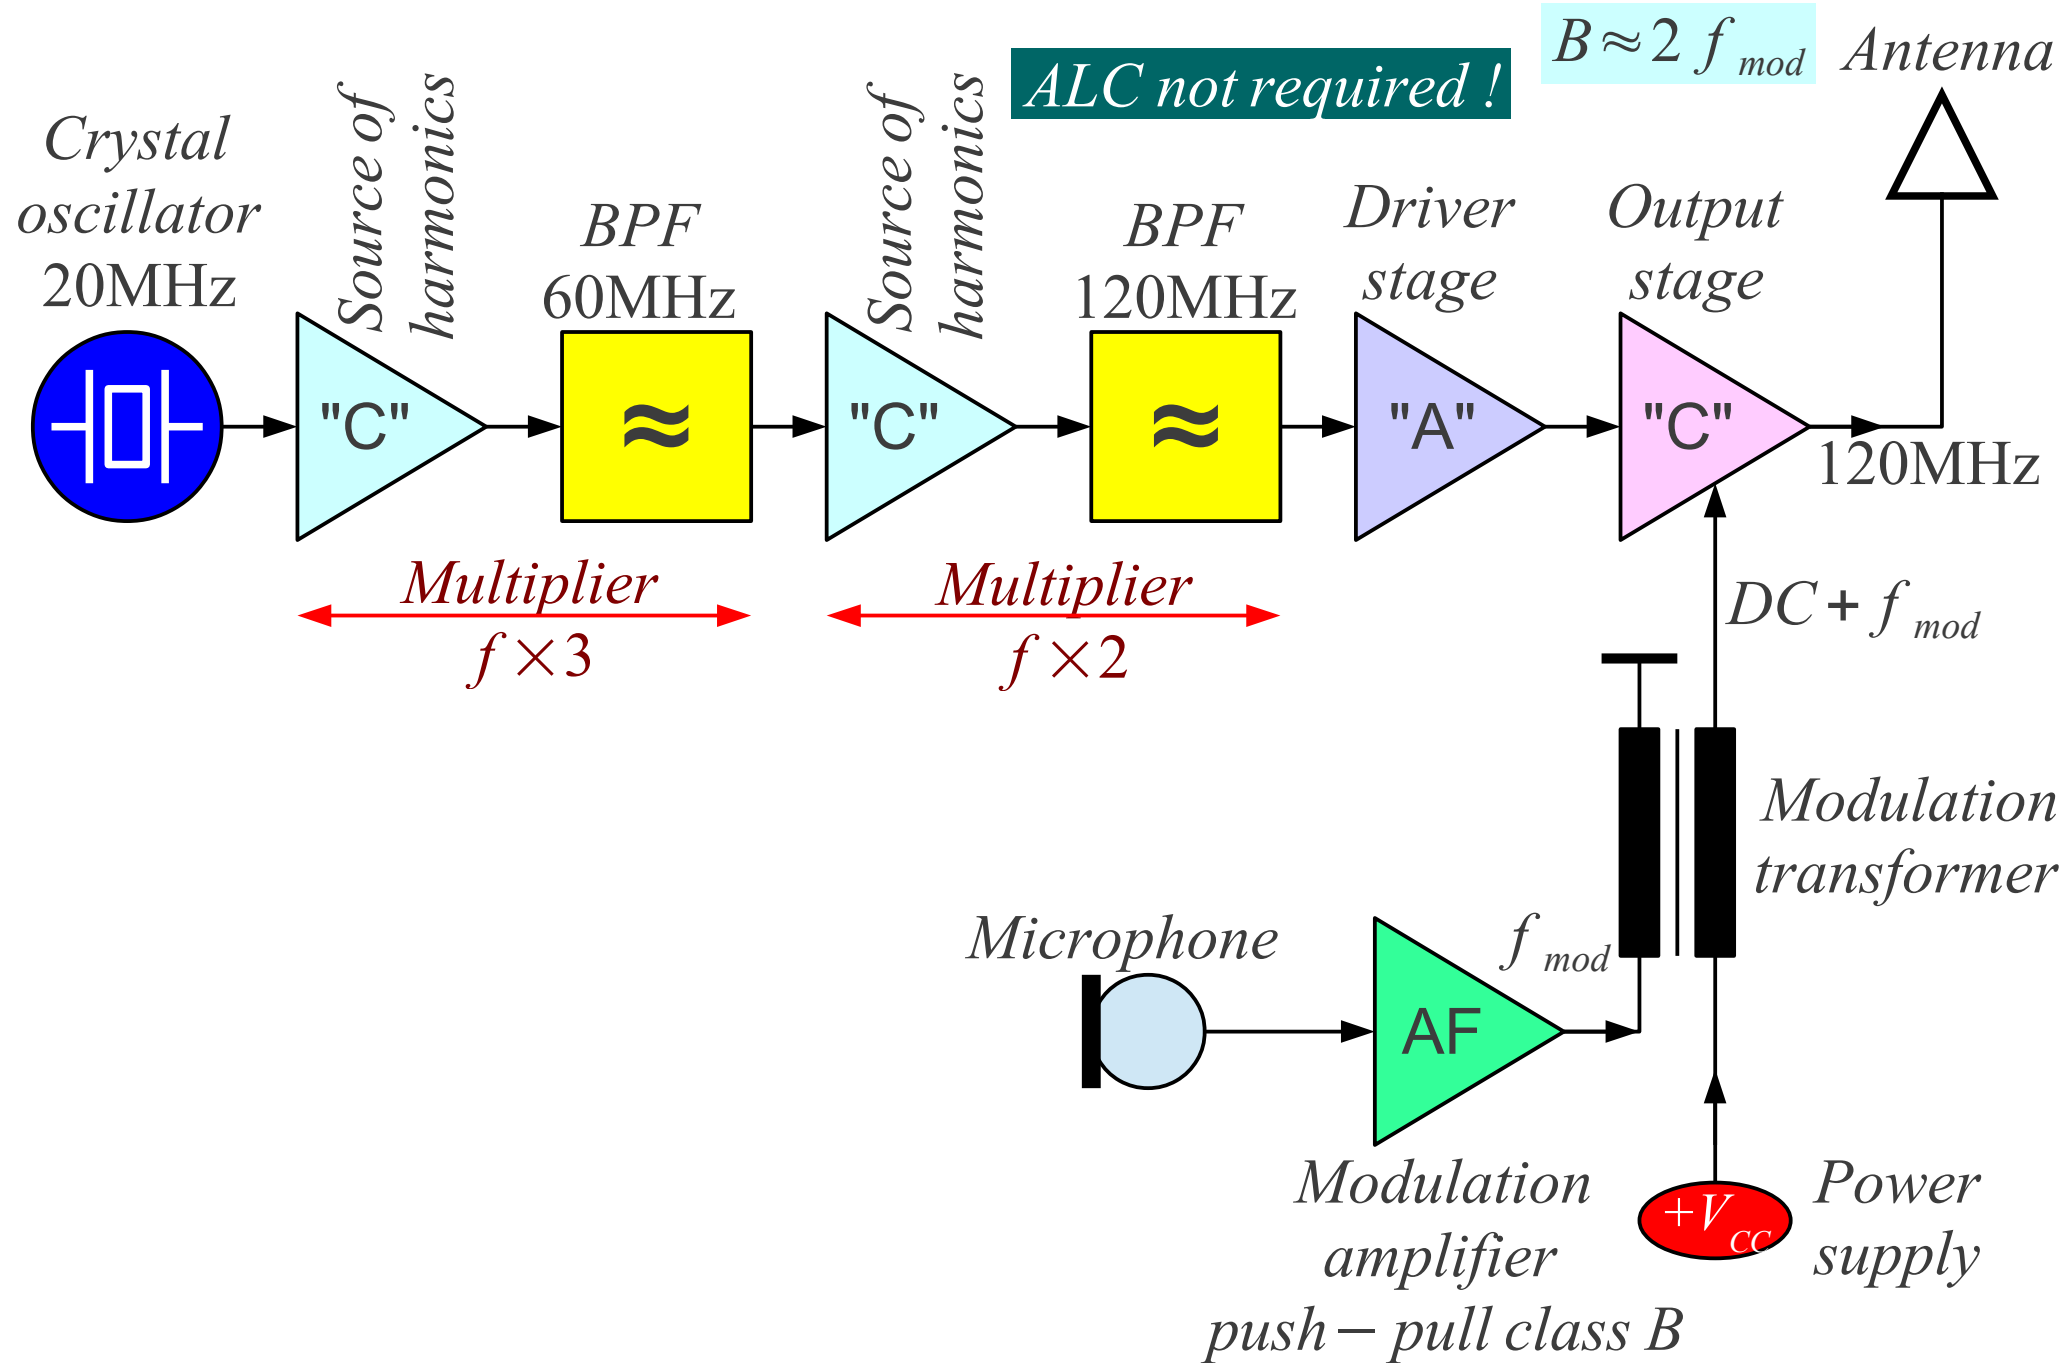 B≈2 f mod
Antenna
ALC not required !
Crystal
oscillator
20MHz
Source of
harmonics
BPF
60MHz
Source of
harmonics
BPF
120MHz
Driver
stage
Output
stage
"C"
≈
"C"
≈
"A"
"C"
120MHz
Multiplier
f ×3
Multiplier
f ×2
DC + f mod
Modulation
transformer
f mod
Microphone
AF
Modulation
amplifier
push – pull class B
+V CC
Power
supply